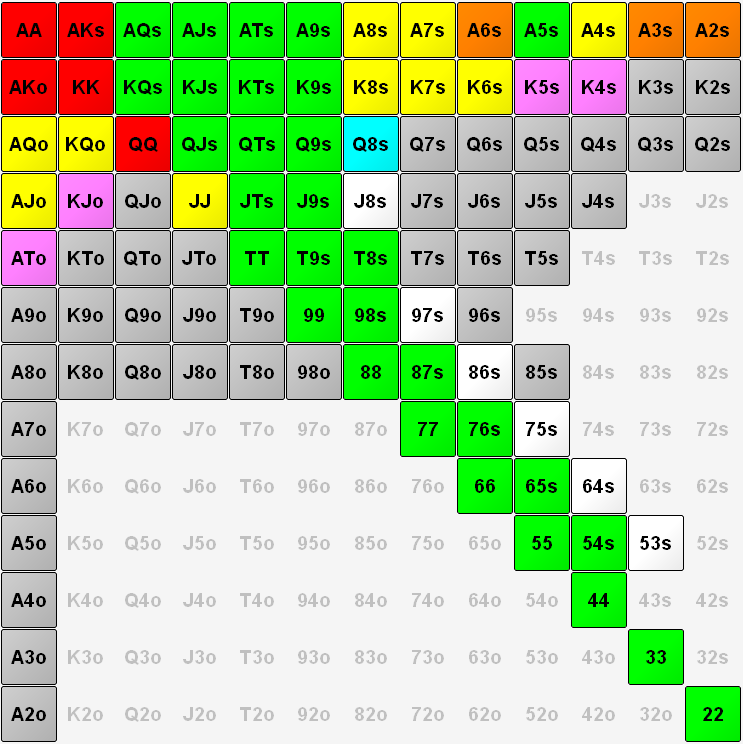 AA AKs AQs AJs ATs A9s A8s A7s A6s A5s A4s A3s A2s
AKo KK KQs KJs KTs K9s K8s K7s K6s K5s K4s K3s K2s
AQo KQo QQ QJs QTs Q9s Q8s Q7s Q6s Q5s Q4s Q3s Q2s
AJo KJo QJo JJ JTs J9s J8s J7s J6s J5s J4s J3s J2s
ATo KTo QTo JTo TT T9s T8s T7s T6s T5s T4s T3s T2s
A9o K9o Q9o J9o T9o 99 98s 97s 96s 95s 94s 93s 92s
A8o K8o Q8o J8o T8o 98o 88 87s 86s 85s 84s 83s 82s
A7o K7o Q7o J7o T7o 97o 87o 77 76s 75s 74s 73s 72s
A6o K6o Q6o J6o T6o 96o 86o 76o 66 65s 64s 63s 62s
A5o K5o Q5o J5o T5o 95o 85o 75o 65o 55 54s 53s 52s
A4o K4o Q4o J4o T4o 94o 84o 74o 64o 54o 44 43s 42s
A3o K3o Q3o J3o T3o 93o 83o 73o 63o 53o 43o 33 32s
A2o K2o Q2o J2o T2o 92o 82o 72o 62o 52o 42o 32o 22